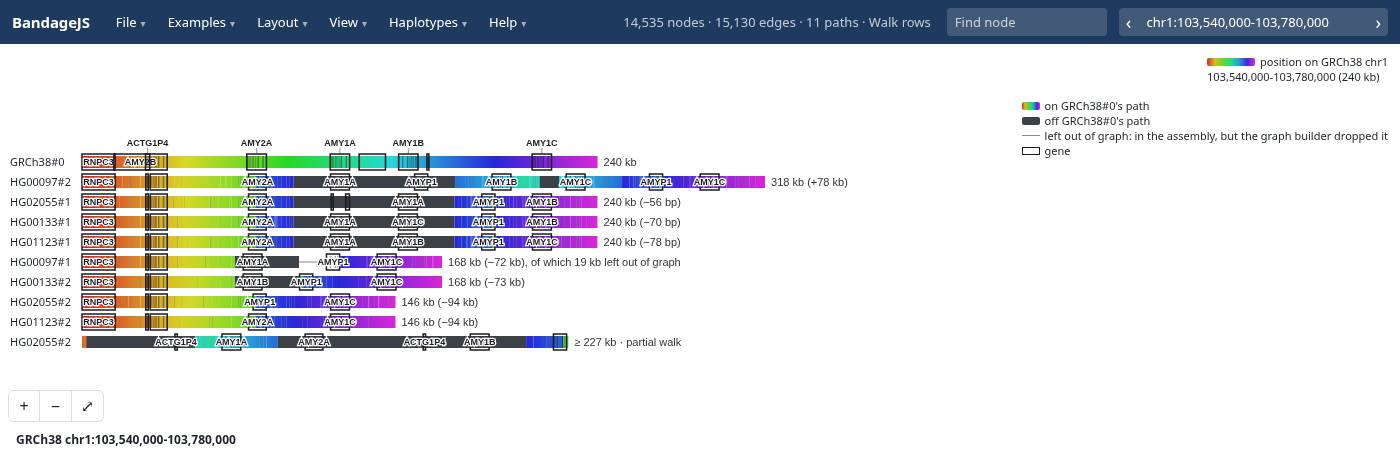 BandageJS File ▾ Examples ▾ Layout ▾ View ▾ Haplotypes ▾ Help ▾ 14,535 nodes · 15,130 edges · 11 paths · Walk rows Find node ‹ chr1:103,540,000-103,780,000 ›
position on GRCh38 chr1
103,540,000-103,780,000 (240 kb)
on GRCh38#0's path
off GRCh38#0's path
left out of graph: in the assembly, but the graph builder dropped it
gene
ACTG1P4 AMY2A AMY1A AMY1B AMY1C
GRCh38#0 RNPC3 AMY2B 240 kb
HG00097#2 RNPC3 AMY2A AMY1A AMYP1 AMY1B AMY1C AMYP1 AMY1C 318 kb (+78 kb)
HG02055#1 RNPC3 AMY2A AMY1A AMYP1 AMY1B 240 kb (−56 bp)
HG00133#1 RNPC3 AMY2A AMY1A AMY1C AMYP1 AMY1B 240 kb (−70 bp)
HG01123#1 RNPC3 AMY2A AMY1A AMY1B AMYP1 AMY1C 240 kb (−78 bp)
HG00097#1 RNPC3 AMY1A AMYP1 AMY1C 168 kb (−72 kb), of which 19 kb left out of graph
HG00133#2 RNPC3 AMY1B AMYP1 AMY1C 168 kb (−73 kb)
HG02055#2 RNPC3 AMYP1 AMY1C 146 kb (−94 kb)
HG01123#2 RNPC3 AMY2A AMY1C 146 kb (−94 kb)
HG02055#2 ACTG1P4 AMY1A AMY2A ACTG1P4 AMY1B ≥ 227 kb · partial walk
+ − ⤢
GRCh38 chr1:103,540,000-103,780,000